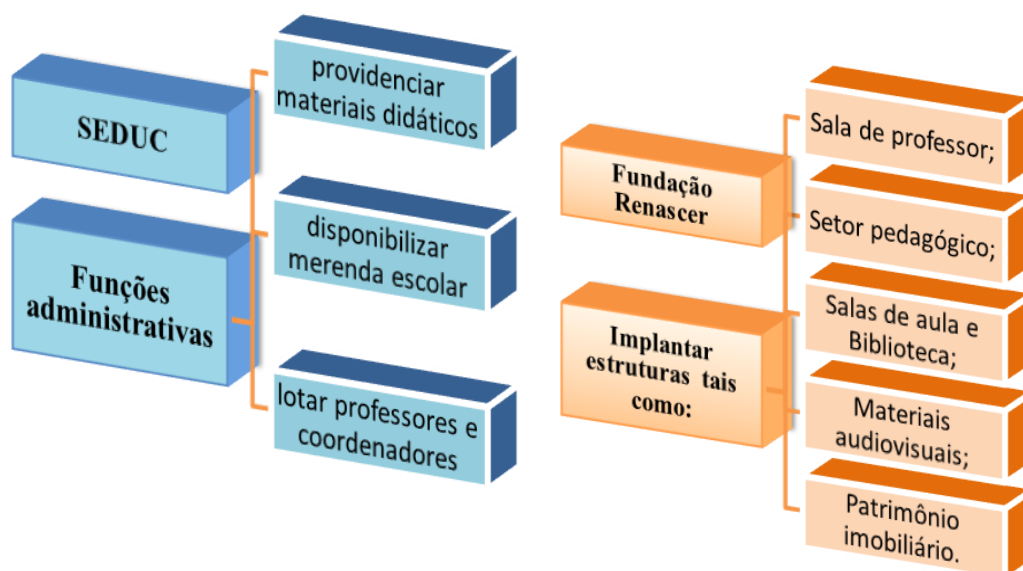 SEDUC
Funções
administrativas
providenciar
materiais didáticos
disponibilizar
merenda escolar
lotar professores e
coordenadores
Fundação
Renascer
Implantar
estruturas tais
como:
Sala de professor;
Setor pedagógico;
Salas de aula e
Biblioteca;
Materiais
audiovisuais;
Patrimônio
imobiliário.